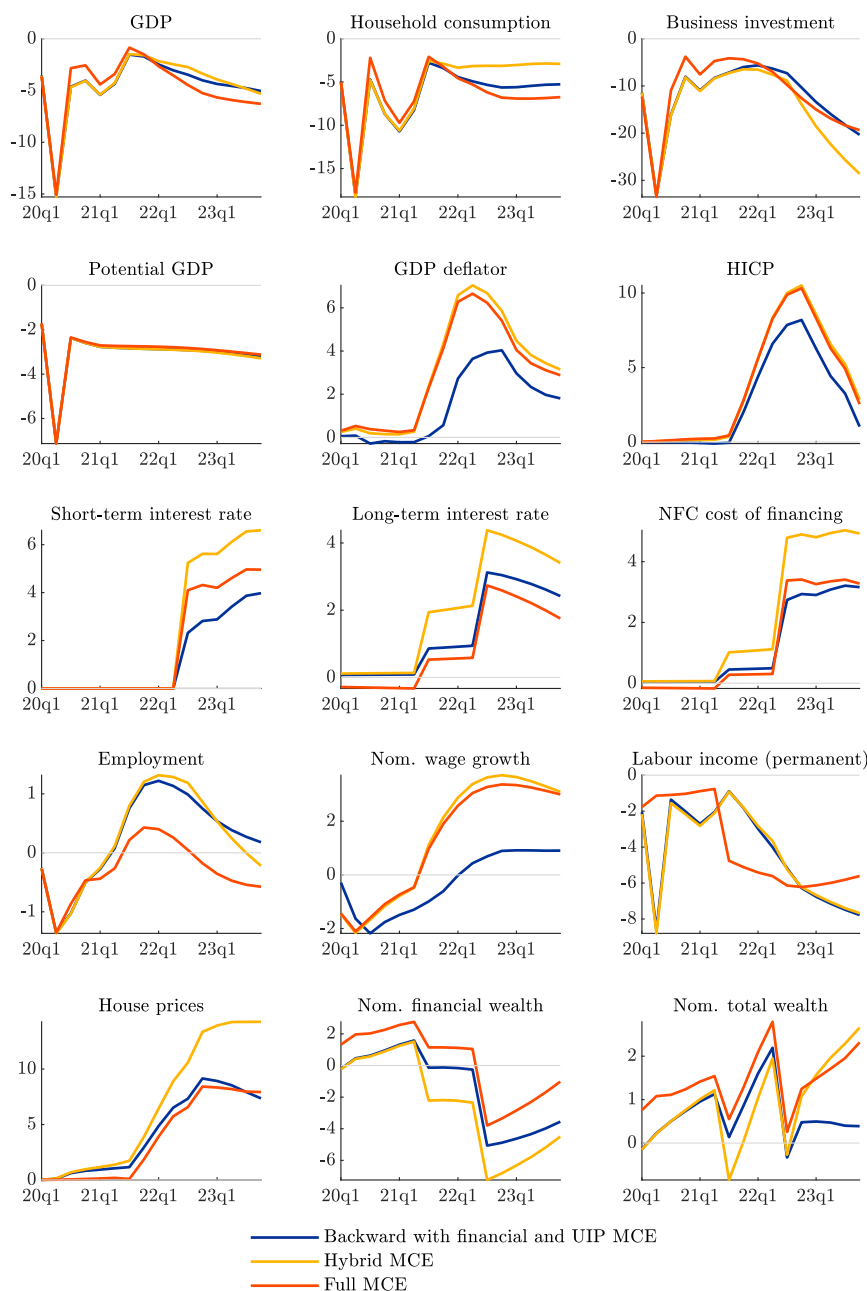 GDP Household consumption Business investment
0 0 0
-5 -5 -10
-10 -10 -20
-15 -15 -30
20q1 21q1 22q1 23q1 20q1 21q1 22q1 23q1 20q1 21q1 22q1 23q1
Potential GDP GDP deflator HICP
0 6 10
-2 4 5
-4 2 0
-6 0
20q1 21q1 22q1 23q1 20q1 21q1 22q1 23q1 20q1 21q1 22q1 23q1
Short-term interest rate Long-term interest rate NFC cost of financing
6 4 4
4 2 2
2 0 0
0
20q1 21q1 22q1 23q1 20q1 21q1 22q1 23q1 20q1 21q1 22q1 23q1
Employment Nom. wage growth Labour income (permanent)
1 2 0
0 0 -2
-1 -2 -4
-6
-8
20q1 21q1 22q1 23q1 20q1 21q1 22q1 23q1 20q1 21q1 22q1 23q1
House prices Nom. financial wealth Nom. total wealth
10 2 2
5 0 1
0 -2 0
-4
-6
20q1 21q1 22q1 23q1 20q1 21q1 22q1 23q1 20q1 21q1 22q1 23q1
Backward with financial and UIP MCE
Hybrid MCE
Full MCE